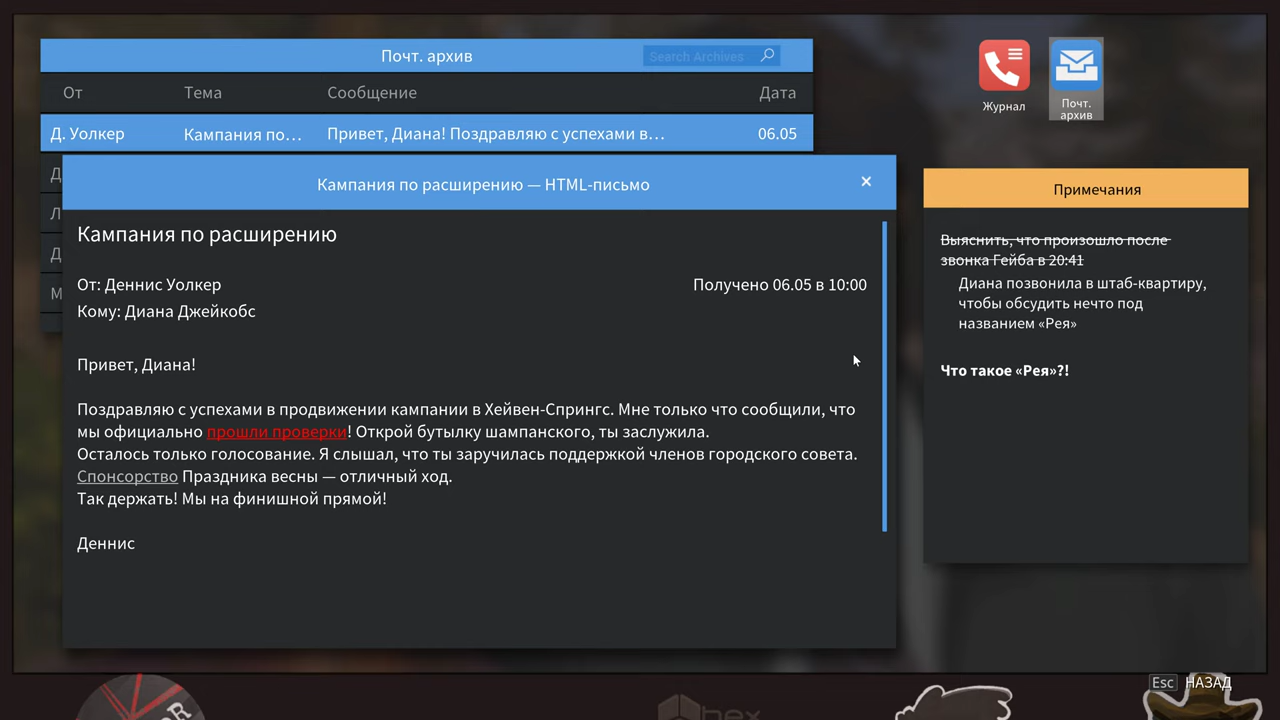 Почт. архив
Search Archives
От Тема Сообщение Дата
Д. Уолкер Кампания по... Привет, Диана! Поздравляю с успехами в... 06.05
Д
Л
Д
М
Кампания по расширению — HTML-письмо
×
Кампания по расширению
От: Деннис Уолкер Получено 06.05 в 10:00
Кому: Диана Джейкобс
Привет, Диана!
Поздравляю с успехами в продвижении кампании в Хейвен-Спрингс. Мне только что сообщили, что
мы официально прошли проверки! Открой бутылку шампанского, ты заслужила.
Осталось только голосование. Я слышал, что ты заручилась поддержкой членов городского совета.
Спонсорство Праздника весны — отличный ход.
Так держать! Мы на финишной прямой!
Деннис
Журнал
Почт.
архив
Примечания
Выяснить, что произошло после
звонка Гейба в 20:41
Диана позвонила в штаб-квартиру,
чтобы обсудить нечто под
названием «Рея»
Что такое «Рея»?!
Esc НАЗАД
hex